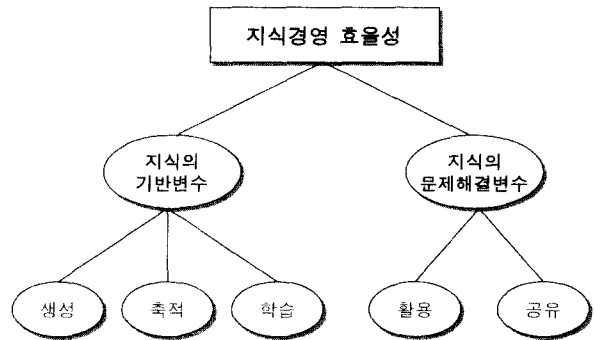 지식경영 효율성
지식의
기반변수
지식의
문제해결변수
생성
축적
학습
활용
공유